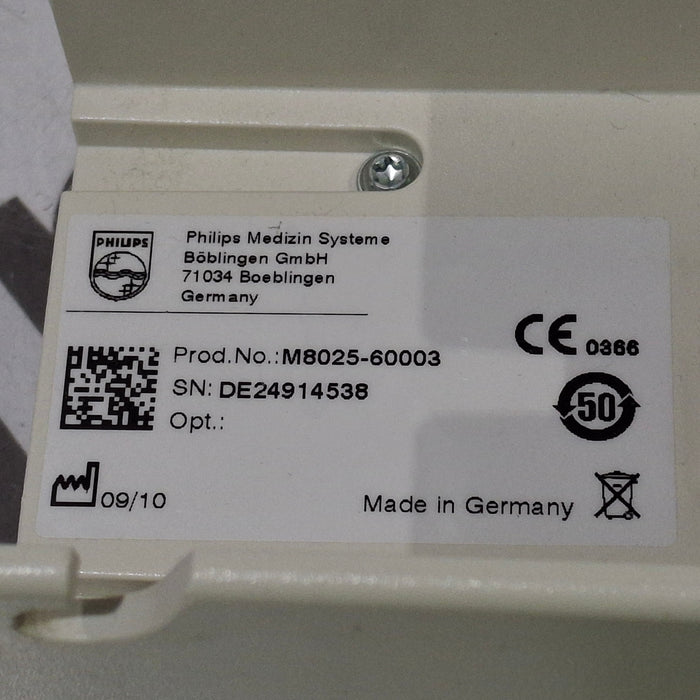 PHILIPS
Philips Medizin Systeme
Böblingen GmbH
71034 Boeblingen
Germany
CE 0366
Prod.No.:M8025-60003
SN: DE24914538
50
Opt.:
09/10
Made in Germany